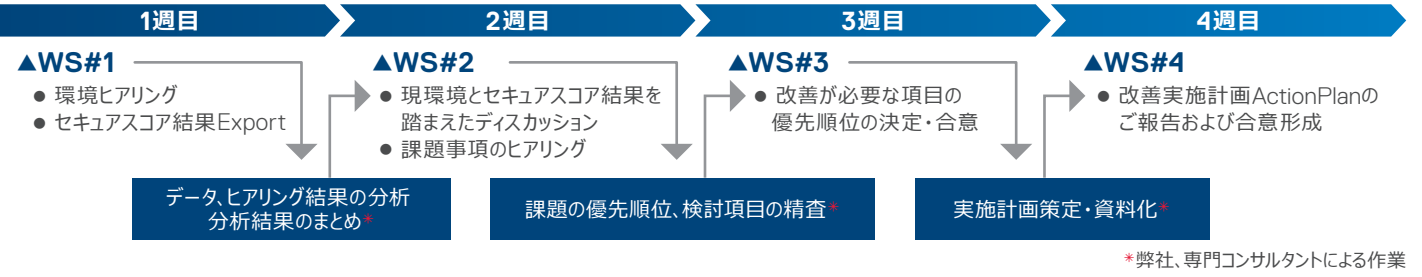 1週目
2週目
3週目
4週目
▲WS#1
● 環境ヒアリング
● セキュアスコア結果Export
▲WS#2
● 現環境とセキュアスコア結果を
踏まえたディスカッション
● 課題事項のヒアリング
▲WS#3
● 改善が必要な項目の
優先順位の決定・合意
▲WS#4
● 改善実施計画ActionPlanの
ご報告および合意形成
データ、ヒアリング結果の分析
分析結果のまとめ*
課題の優先順位、検討項目の精査*
実施計画策定・資料化*
*弊社、専門コンサルタントによる作業